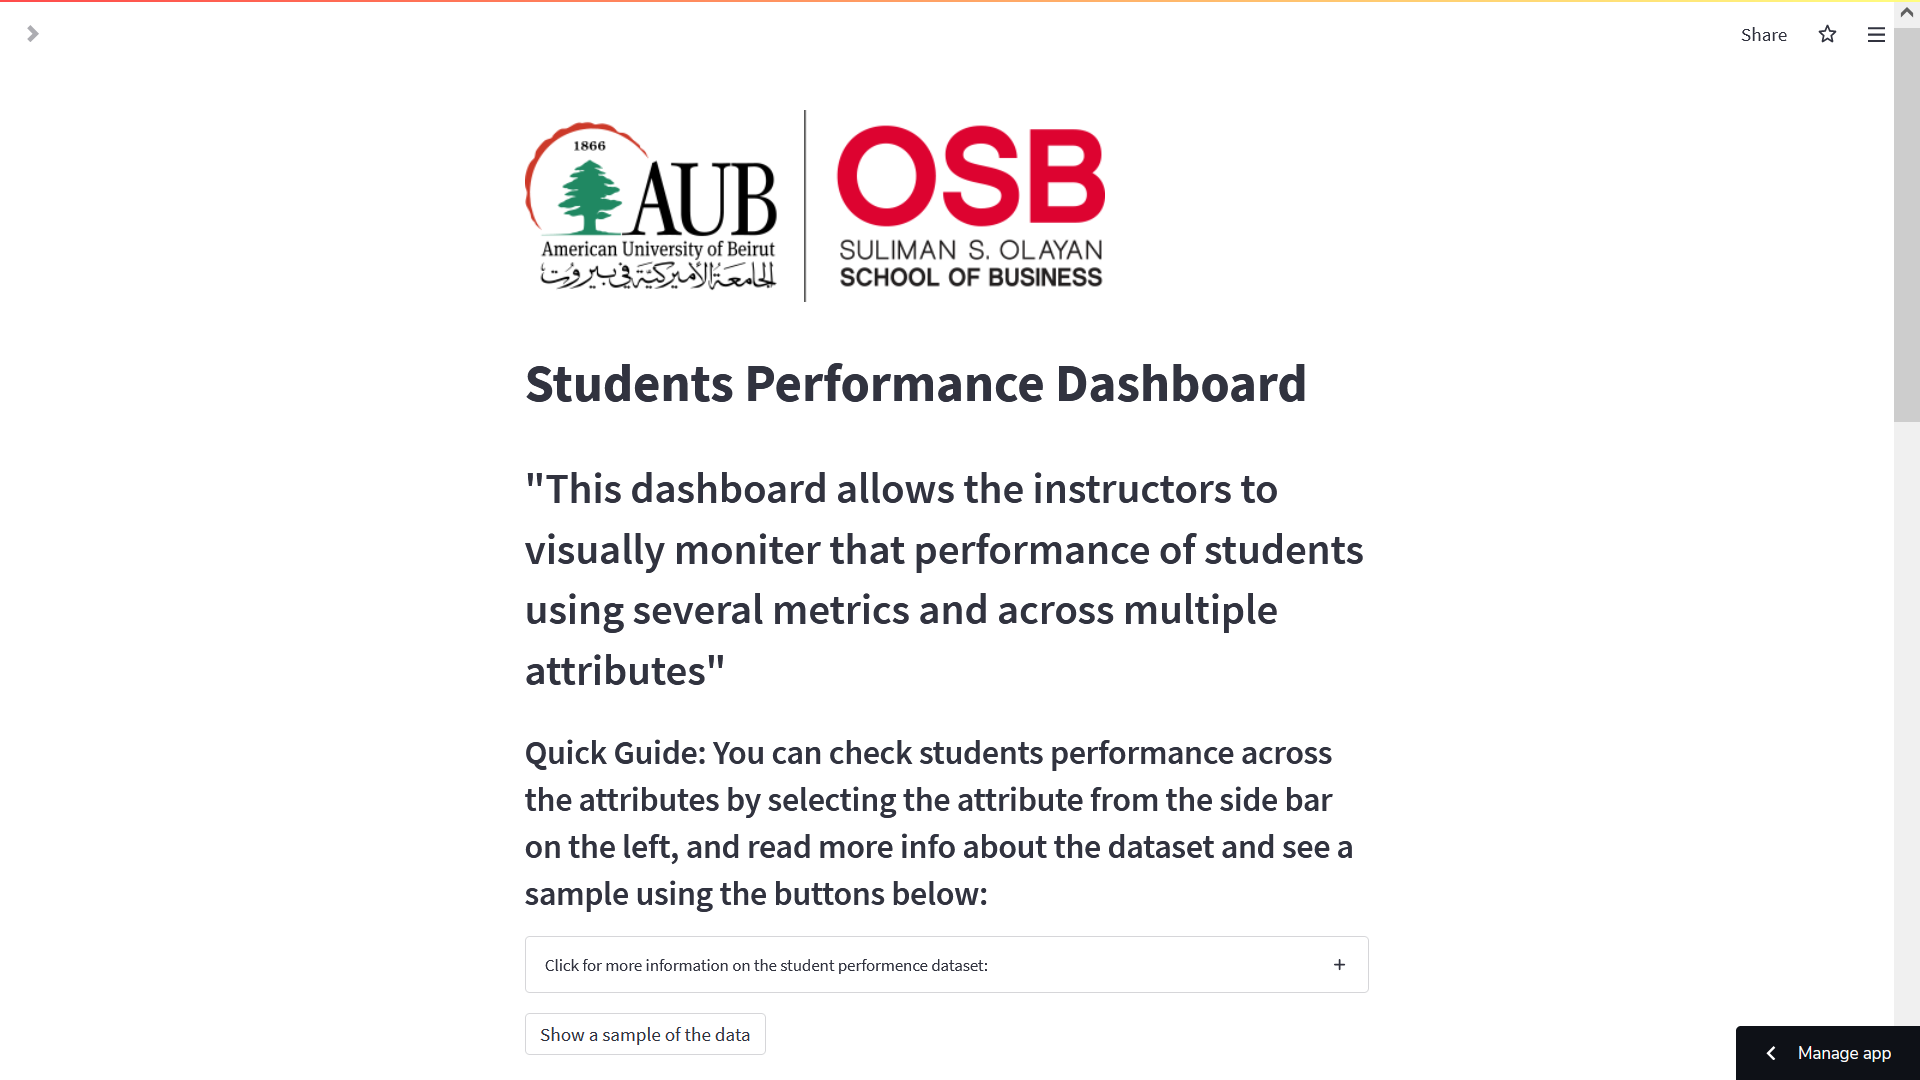 Share
1866
AUB
American University of Beirut
الجامعة الأميركية في بيروت
OSB
SULIMAN S. OLAYAN
SCHOOL OF BUSINESS
Students Performance Dashboard
"This dashboard allows the instructors to
visually moniter that performance of students
using several metrics and across multiple
attributes"
Quick Guide: You can check students performance across
the attributes by selecting the attribute from the side bar
on the left, and read more info about the dataset and see a
sample using the buttons below:
Click for more information on the student performence dataset:
Show a sample of the data
Manage app